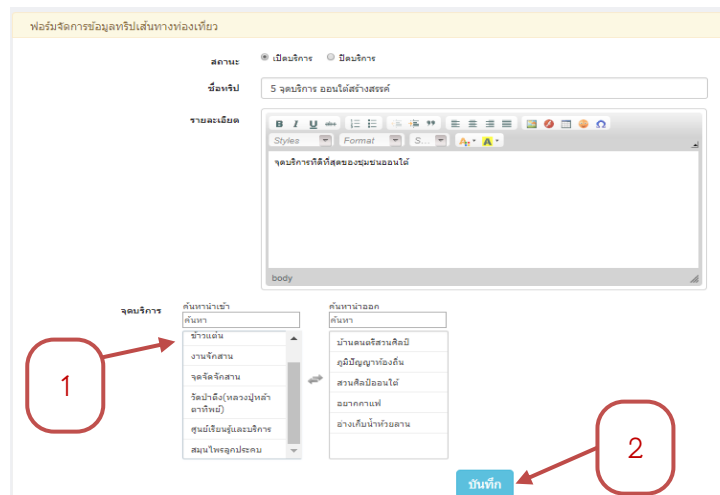 ฟอร์มจัดการข้อมูลทริปเส้นทางท่องเที่ยว
สถานะ เปิดบริการ ปิดบริการ
ชื่อทริป 5 จุดบริการ ออนใต้สร้างสรรค์
รายละเอียด
B I U abc
Styles Format S... A A
จุดบริการที่ดีที่สุดของชุมชนออนใต้
body
จุดบริการ ค้นหานำเข้า ค้นหานำออก
ค้นหา ค้นหา
ข้าวแต๋น บ้านดนตรีสวนศิลป์
งานจักสาน ภูมิปัญญาท้องถิ่น
จุดจัดจักสาน สวนศิลป์ออนใต้
วัดป่าตึง(หลวงปู่หล้า อยากกาแฟ
ตาทิพย์) อ่างเก็บน้ำห้วยลาน
ศูนย์เรียนรู้และบริการ
สมุนไพรลูกประคบ
1
2
บันทึก